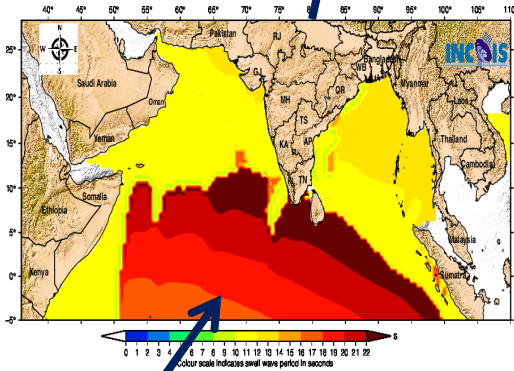 40 45 50 55 60 65 70 75 80 85 90 95 100 105 110
N
W E
S
INCOIS
25°
20°
15°
10°
5°
0°
-5°
Pakistan
RJ
Bangladesh
WB
GJ
Saudi Arabia
Oman
MH
OR
Myanmar
Laos
TS
Yemen
KA
AP
Thailand
Cambodia
Somalia
TN
Ethiopia
Malaysia
Kenya
Sumatra
0 1 2 3 4 5 6 7 8 9 10 11 12 13 14 15 16 17 18 19 20 21 22 S
Colour scale indicates swell wave period in seconds